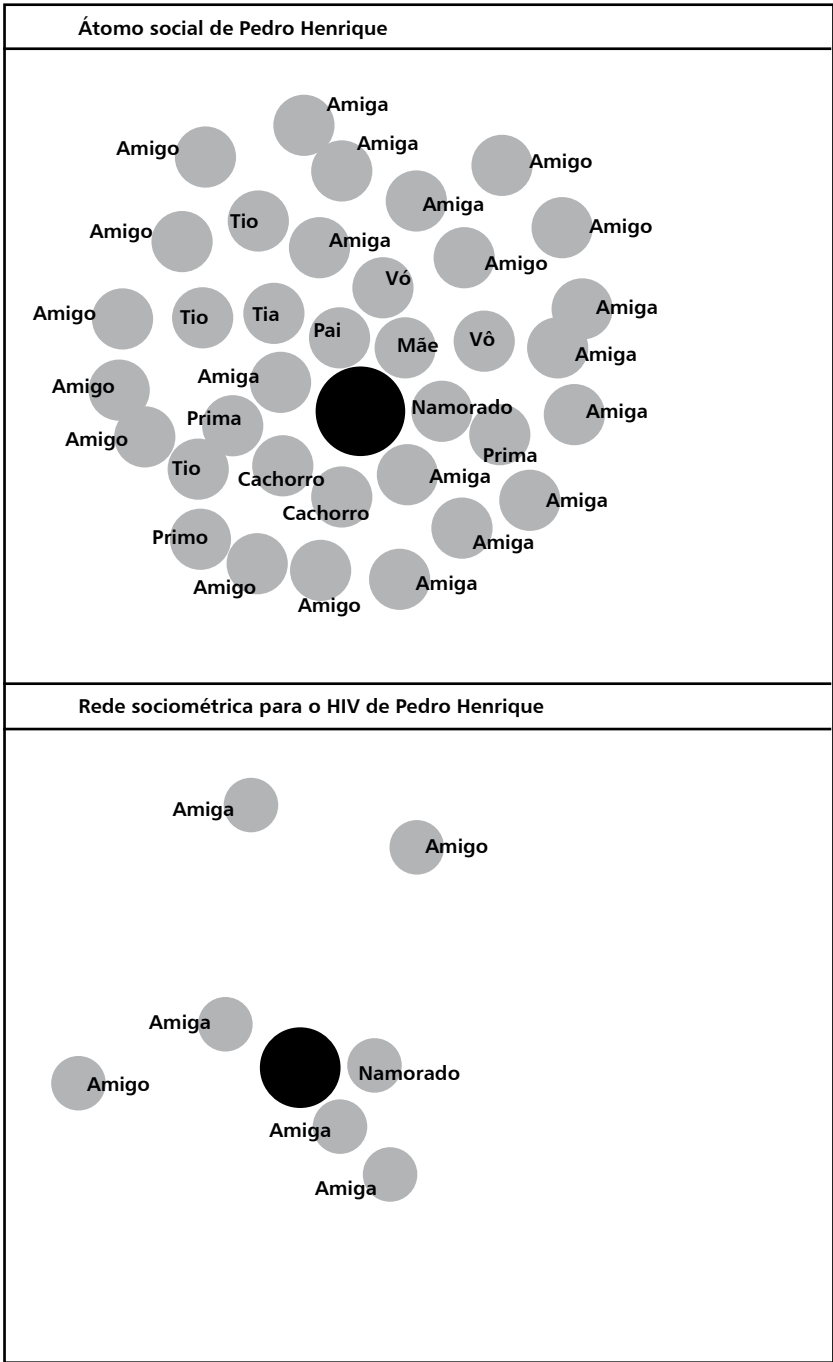 Átomo social de Pedro Henrique
Amiga
Amigo
Amiga
Amigo
Amiga
Tio
Amigo
Amiga
Amigo
Amigo
Vó
Amiga
Amigo
Tio
Tia
Pai
Mãe
Vô
Amiga
Amiga
Amigo
Namorado
Amiga
Prima
Amigo
Prima
Tio
Cachorro
Amiga
Cachorro
Amiga
Primo
Amiga
Amigo
Amiga
Amigo
Rede sociométrica para o HIV de Pedro Henrique
Amiga
Amigo
Amiga
Namorado
Amigo
Amiga
Amiga